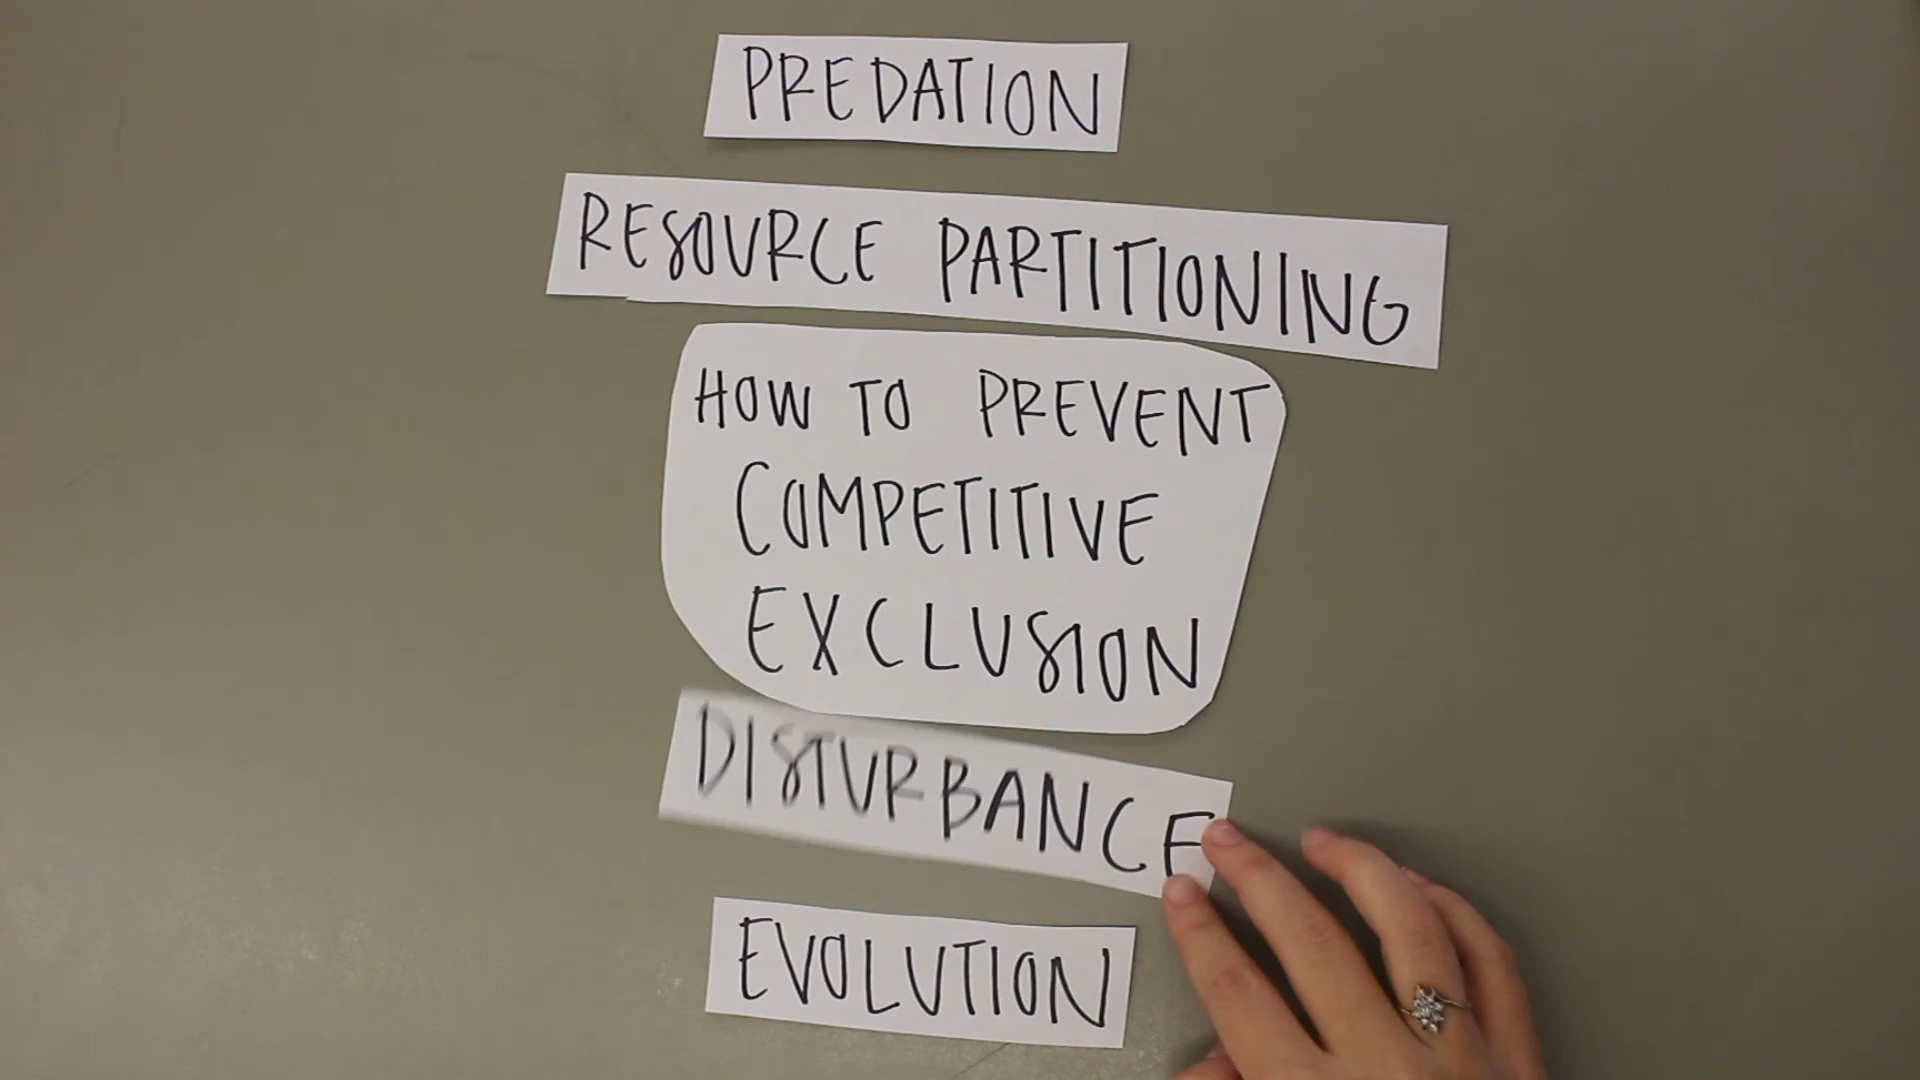 PREDATION
RESOURCE PARTITIONING
HOW TO PREVENT
COMPETITIVE
EXCLUSION
DISTURBANCE
EVOLUTION